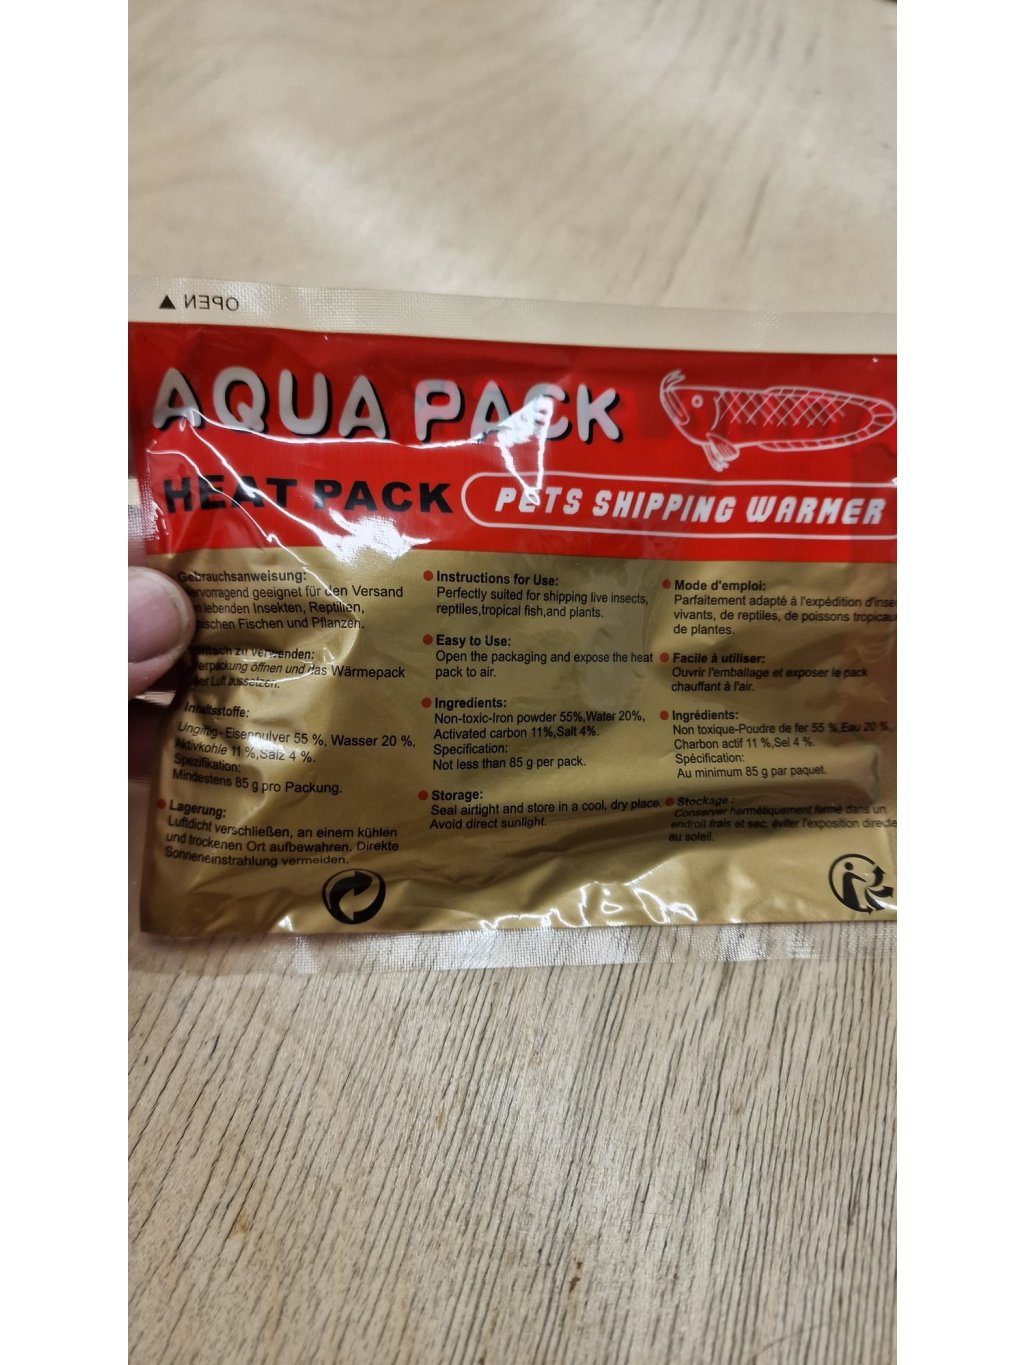 OPEN
AQUA PACK
HEAT PACK
PETS SHIPPING WARMER
Gebrauchsanweisung:
geeignet für den Versand
lebenden Insekten, Reptilien,
Fischen und Pflanzen.
zu verwenden:
öffnen und das Wärmepack
Luft aussetzen.
Inhaltsstoffe:
Ungiftig-Eisenpulver 55 %, Wasser 20 %,
Aktivkohle 11 %,Salz 4 %.
Spezifikation:
Mindestens 85 g pro Packung.
Lagerung:
Luftdicht verschließen, an einem kühlen
und trockenen Ort aufbewahren. Direkte
Sonneneinstrahlung vermeiden.
Instructions for Use:
Perfectly suited for shipping live insects,
reptiles,tropical fish,and plants.
Easy to Use:
Open the packaging and expose the heat
pack to air.
Ingredients:
Non-toxic-Iron powder 55%,Water 20%,
Activated carbon 11%,Salt 4%.
Specification:
Not less than 85 g per pack.
Storage:
Seal airtight and store in a cool, dry place.
Avoid direct sunlight.
Mode d'emploi:
Parfaitement adapté à l'expédition
vivants, de reptiles, de poissons
de plantes.
Facile à utiliser:
Ouvrir l'emballage et exposer le pack
chauffant à l'air.
Ingrédients:
Non toxique-Poudre de fer 55 %,Eau 20 %,
Charbon actif 11 %,Sel 4 %.
Spécification:
Au minimum 85 g par paquet.
Stockage :
Conserver hermétiquement fermé dans un
endroit frais et sec, éviter l'exposition directe
au soleil.